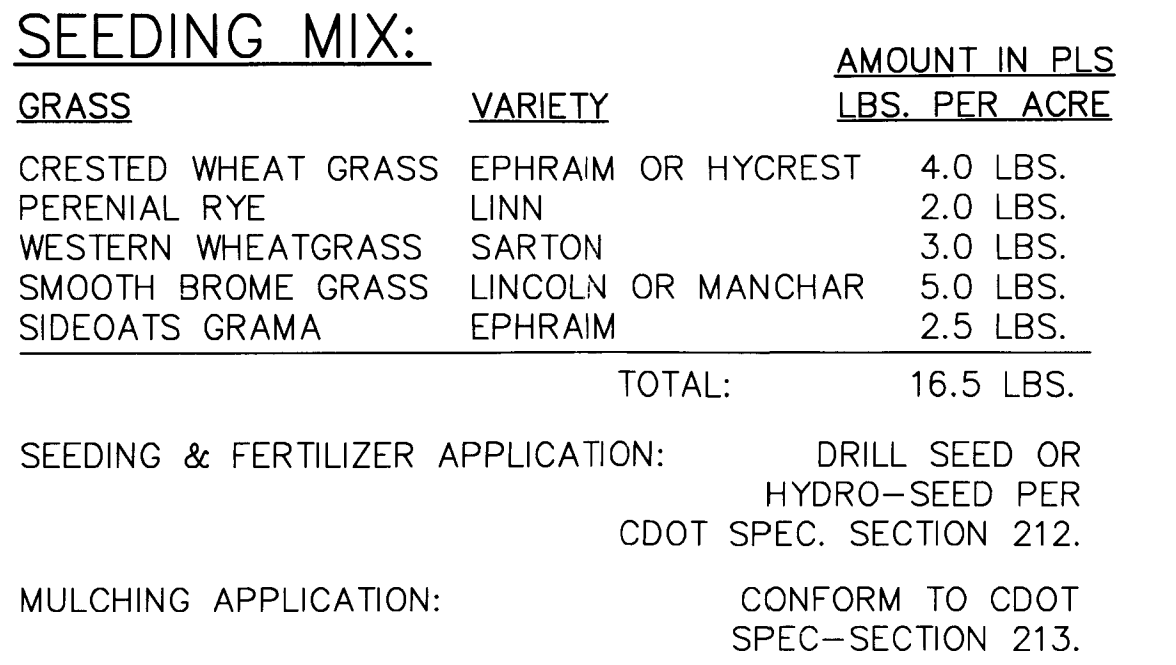 SEEDING MIX:
AMOUNT IN PLS
GRASS VARIETY LBS. PER ACRE
CRESTED WHEAT GRASS EPHRAIM OR HYCREST 4.0 LBS.
PERENIAL RYE LINN 2.0 LBS.
WESTERN WHEATGRASS SARTON 3.0 LBS.
SMOOTH BROME GRASS LINCOLN OR MANCHAR 5.0 LBS.
SIDEOATS GRAMA EPHRAIM 2.5 LBS.
TOTAL: 16.5 LBS.
SEEDING & FERTILIZER APPLICATION: DRILL SEED OR
HYDRO-SEED PER
CDOT SPEC. SECTION 212.
MULCHING APPLICATION: CONFORM TO CDOT
SPEC-SECTION 213.